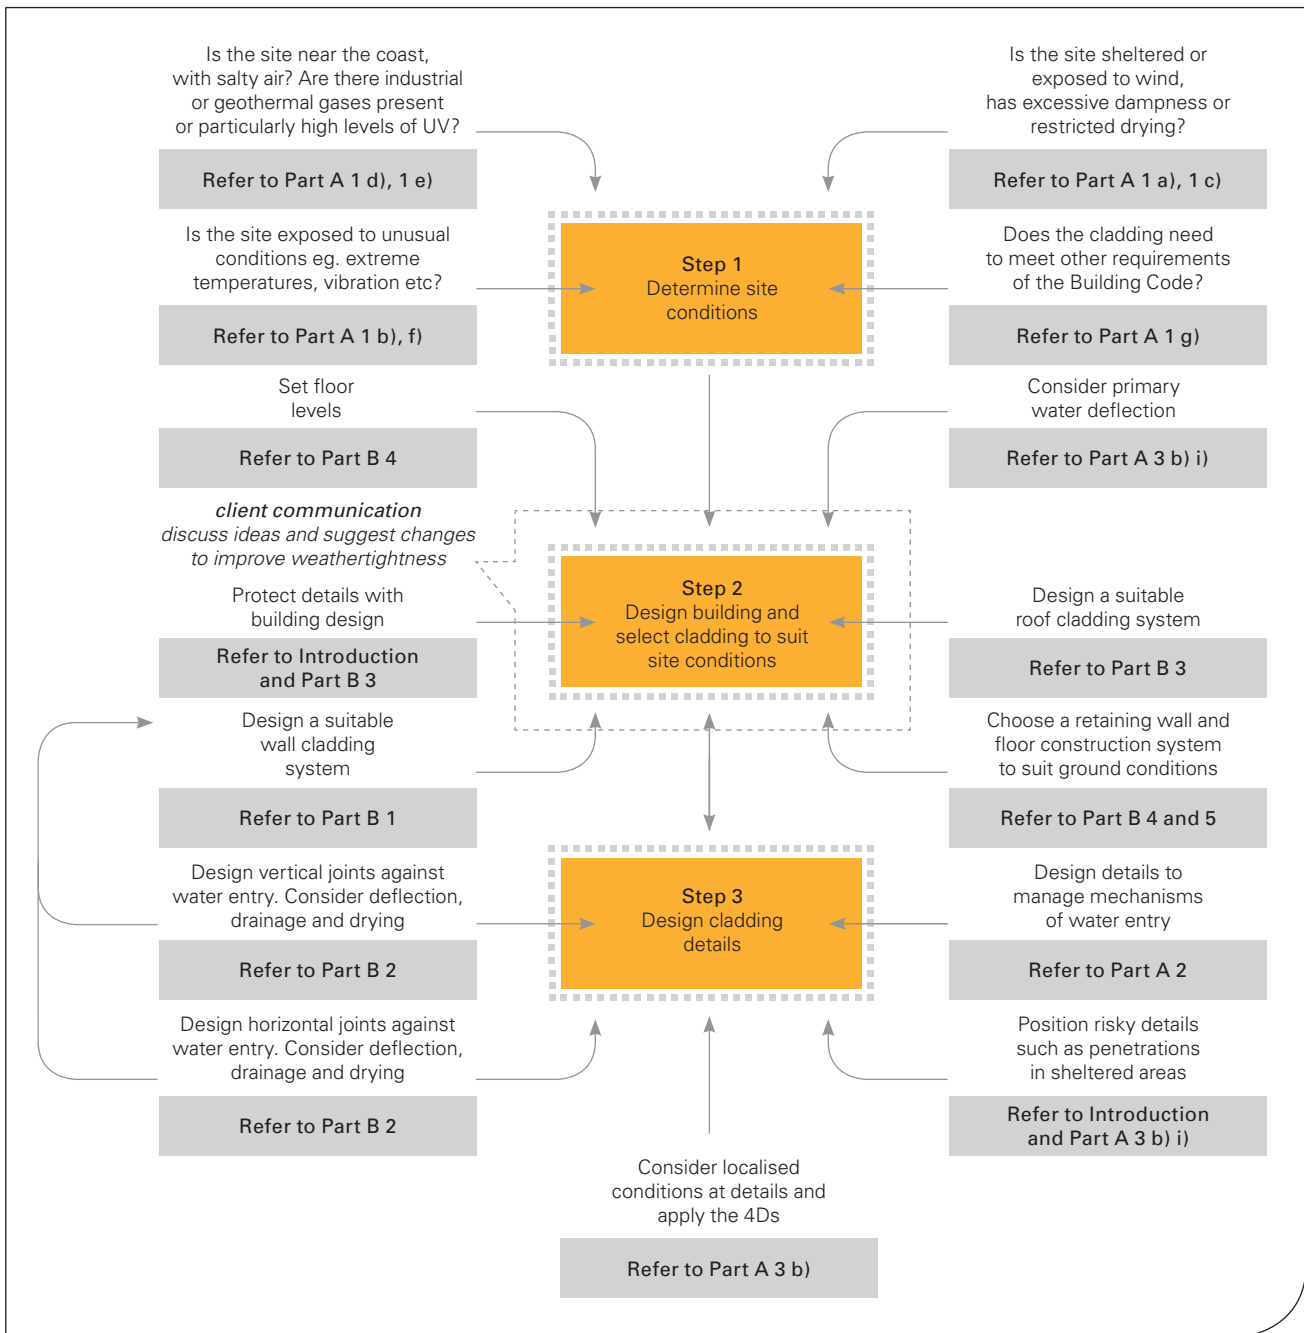 Is the site near the coast,
with salty air? Are there industrial
or geothermal gases present
or particularly high levels of UV?
Refer to Part A 1 d), 1 e)
Is the site sheltered or
exposed to wind,
has excessive dampness or
restricted drying?
Refer to Part A 1 a), 1 c)
Is the site exposed to unusual
conditions eg. extreme
temperatures, vibration etc?
Refer to Part A 1 b), f)
Step 1
Determine site
conditions
Does the cladding need
to meet other requirements
of the Building Code?
Refer to Part A 1 g)
Set floor
levels
Refer to Part B 4
Consider primary
water deflection
Refer to Part A 3 b) i)
client communication
discuss ideas and suggest changes
to improve weathertightness
Protect details with
building design
Refer to Introduction
and Part B 3
Step 2
Design building and
select cladding to suit
site conditions
Design a suitable
roof cladding system
Refer to Part B 3
Design a suitable
wall cladding
system
Refer to Part B 1
Choose a retaining wall and
floor construction system
to suit ground conditions
Refer to Part B 4 and 5
Design vertical joints against
water entry. Consider deflection,
drainage and drying
Refer to Part B 2
Step 3
Design cladding
details
Design details to
manage mechanisms
of water entry
Refer to Part A 2
Design horizontal joints against
water entry. Consider deflection,
drainage and drying
Refer to Part B 2
Position risky details
such as penetrations
in sheltered areas
Refer to Introduction
and Part A 3 b) i)
Consider localised
conditions at details and
apply the 4Ds
Refer to Part A 3 b)